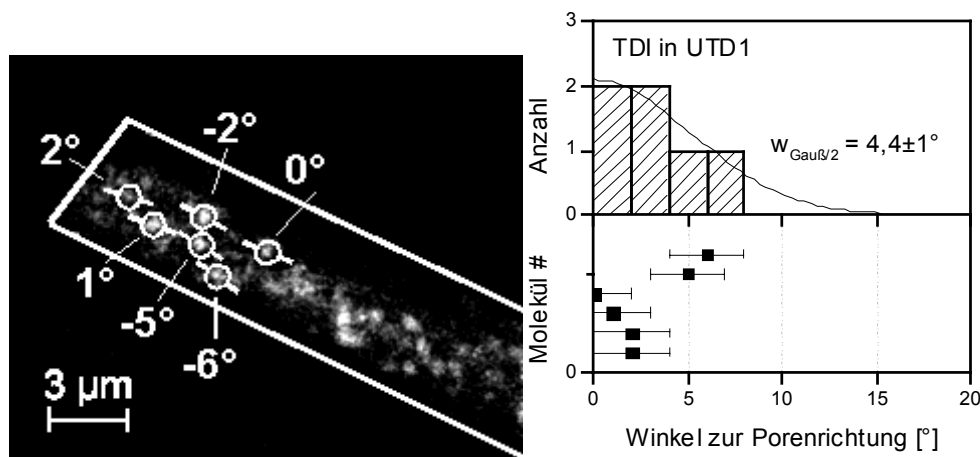 2°
-2°
0°
1°
-5°
-6°
3 µm
3
TDI in UTD1
2
Anzahl
w_Gauß/2 = 4,4±1°
1
0
Molekül #
0
0 5 10 15 20
Winkel zur Porenrichtung [°]